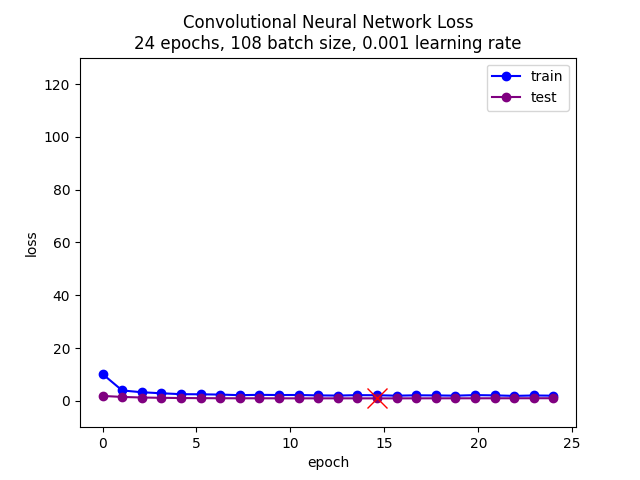 Convolutional Neural Network Loss
24 epochs, 108 batch size, 0.001 learning rate
train
test
120
100
80
60
40
20
0
loss
0 5 10 15 20 25
epoch